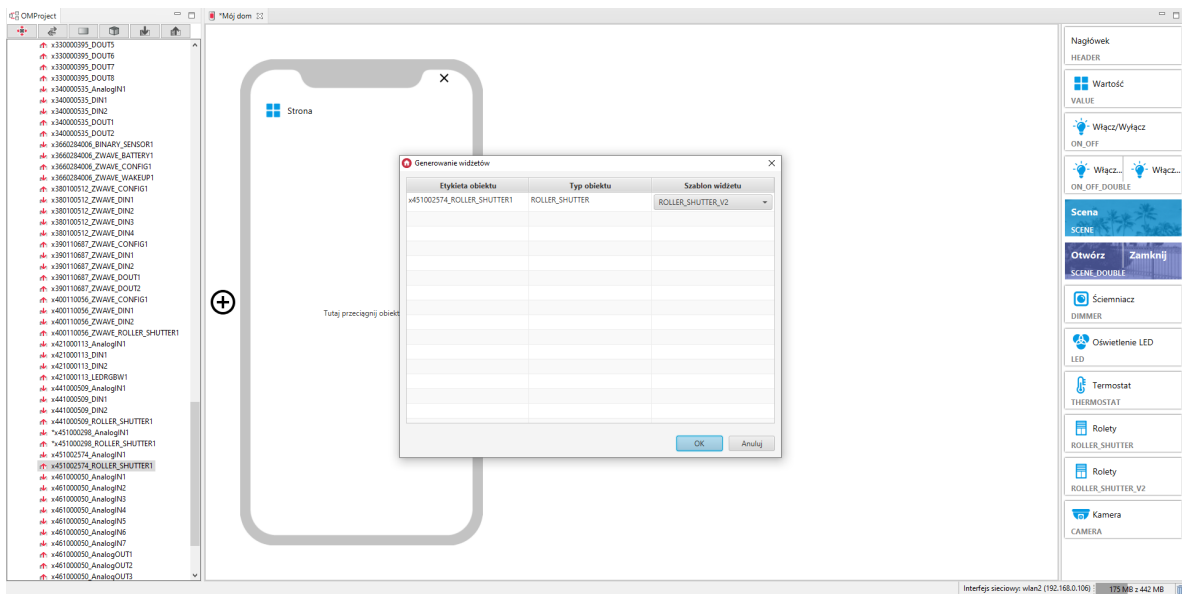 OMProject
x330000395_DOUT5
x330000395_DOUT6
x330000395_DOUT7
x330000395_DOUT8
x340000535_AnalogIN1
x340000535_DIN1
x340000535_DIN2
x340000535_DOUT1
x340000535_DOUT2
x3660284006_BINARY_SENSOR1
x3660284006_ZWAVE_BATTERY1
x3660284006_ZWAVE_CONFIG1
x3660284006_ZWAVE_WAKEUP1
x380100512_ZWAVE_CONFIG1
x380100512_ZWAVE_DIN1
x380100512_ZWAVE_DIN2
x380100512_ZWAVE_DIN3
x380100512_ZWAVE_DIN4
x390110687_ZWAVE_CONFIG1
x390110687_ZWAVE_DIN1
x390110687_ZWAVE_DIN2
x390110687_ZWAVE_DOUT1
x390110687_ZWAVE_DOUT2
x400110056_ZWAVE_CONFIG1
x400110056_ZWAVE_DIN1
x400110056_ZWAVE_DIN2
x400110056_ZWAVE_ROLLER_SHUTTER1
x421000113_AnalogIN1
x421000113_DIN1
x421000113_DIN2
x421000113_LEDRGBW1
x441000509_AnalogIN1
x441000509_DIN1
x441000509_DIN2
x441000509_ROLLER_SHUTTER1
*x451000298_AnalogIN1
*x451000298_ROLLER_SHUTTER1
x451002574_AnalogIN1
x451002574_ROLLER_SHUTTER1
x461000050_AnalogIN1
x461000050_AnalogIN2
x461000050_AnalogIN3
x461000050_AnalogIN4
x461000050_AnalogIN5
x461000050_AnalogIN6
x461000050_AnalogIN7
x461000050_AnalogOUT1
x461000050_AnalogOUT2
x461000050_AnalogOUT3
*Mój dom
Strona
Tutaj przeciągnij obiekt
Generowanie widżetów
Etykieta obiektu Typ obiektu Szablon widżetu
x451002574_ROLLER_SHUTTER1 ROLLER_SHUTTER ROLLER_SHUTTER_V2
OK Anuluj
Nagłówek
HEADER
Wartość
VALUE
Włącz/Wyłącz
ON_OFF
Włącz... Włącz...
ON_OFF_DOUBLE
Scena
SCENE
Otwórz Zamknij
SCENE_DOUBLE
Ściemniacz
DIMMER
Oświetlenie LED
LED
Termostat
THERMOSTAT
Rolety
ROLLER_SHUTTER
Rolety
ROLLER_SHUTTER_V2
Kamera
CAMERA
Interfejs sieciowy: wlan2 (192.168.0.106) 175 MB z 442 MB